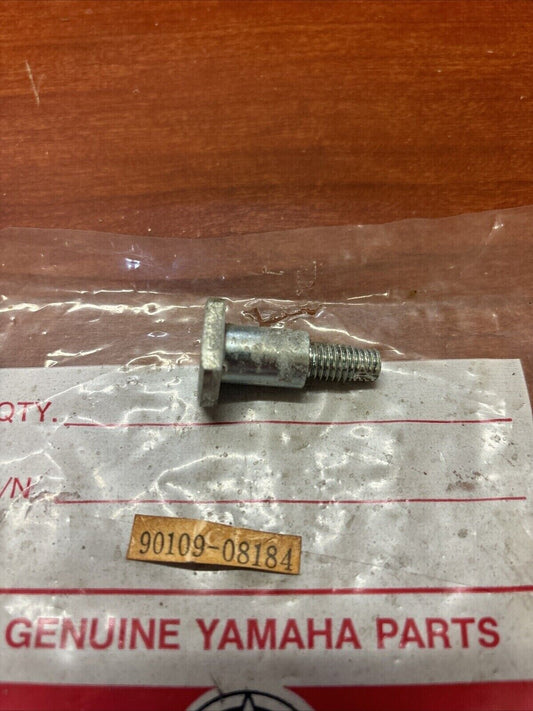 QTY.
/N
90109-08184
GENUINE YAMAHA PARTS